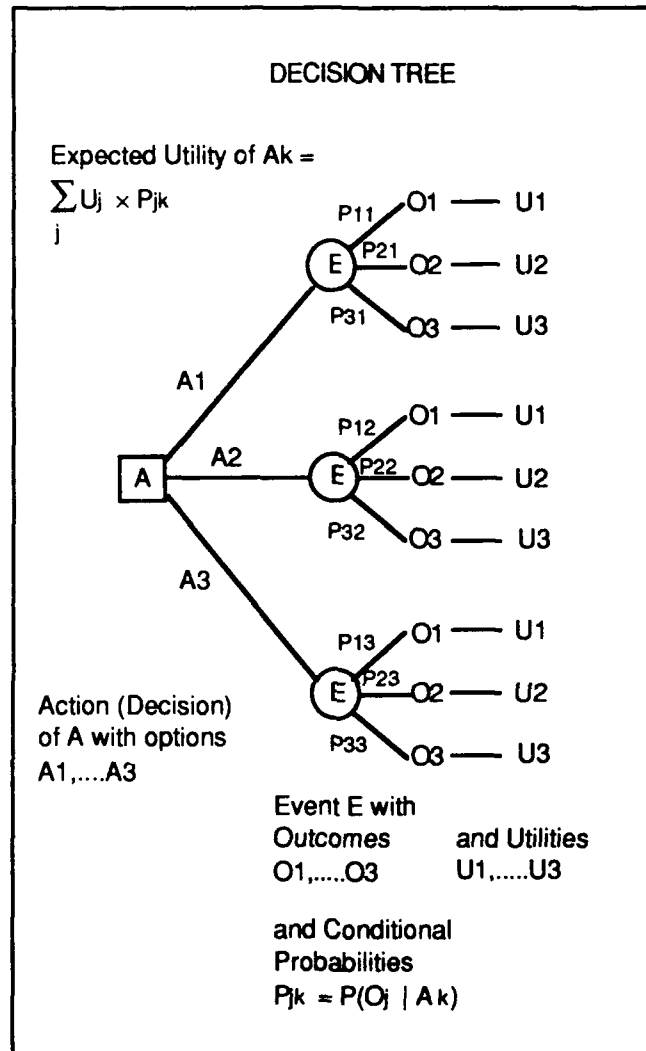 DECISION TREE
Expected Utility of Ak =
∑ Uj × Pjk
j
P11 O1 U1
E P21 O2 U2
P31 O3 U3
A1
P12 O1 U1
A A2 E P22 O2 U2
P32 O3 U3
A3
P13 O1 U1
E P23 O2 U2
P33 O3 U3
Action (Decision)
of A with options
A1,....A3
Event E with
Outcomes and Utilities
O1,.....O3 U1,.....U3
and Conditional
Probabilities
Pjk = P(Oj | Ak)